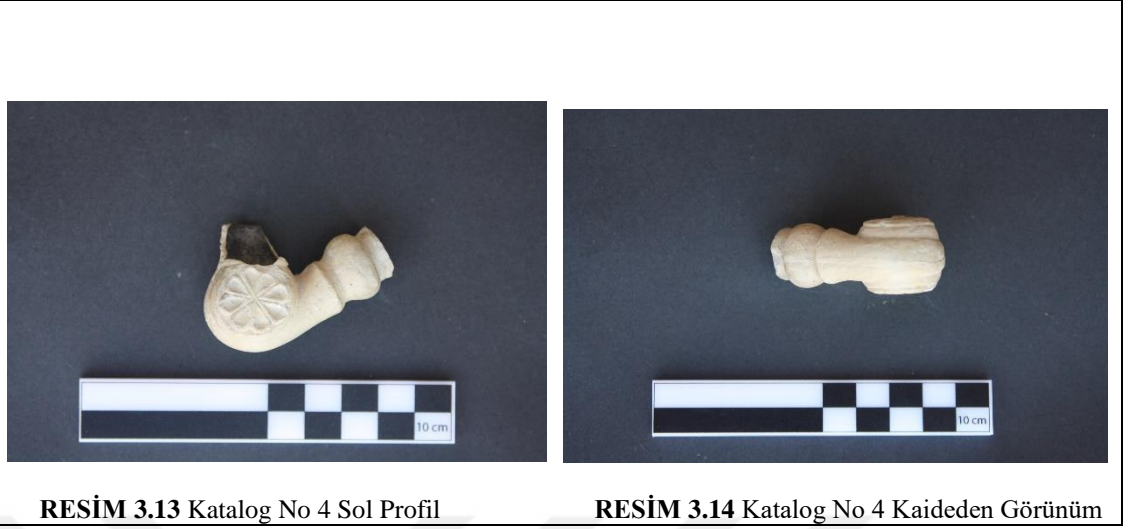 10 cm
10 cm
RESİM 3.13 Katalog No 4 Sol Profil
RESİM 3.14 Katalog No 4 Kaideden Görünüm